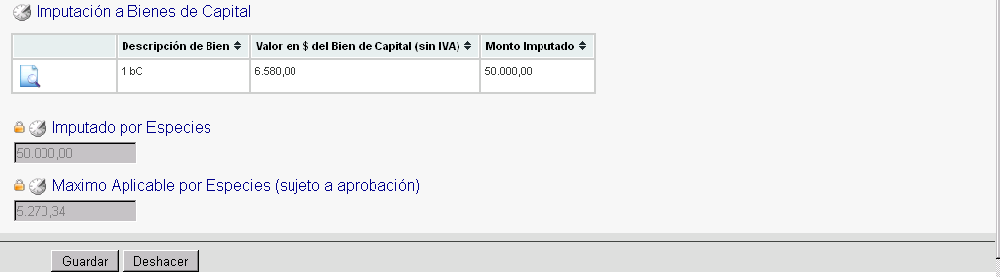 Imputación a Bienes de Capital
Descripción de Bien Valor en $ del Bien de Capital (sin IVA) Monto Imputado
1 bC 6.580,00 50.000,00
Imputado por Especies
50.000,00
Maximo Aplicable por Especies (sujeto a aprobación)
5.270,34
Guardar Deshacer